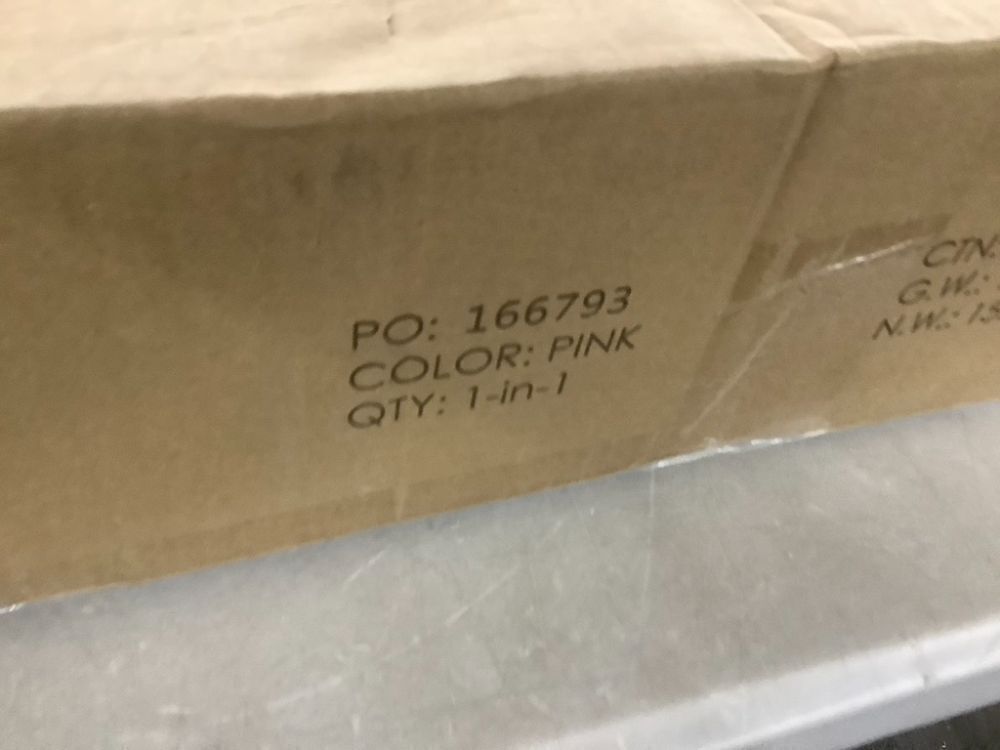 PO: 166793
COLOR: PINK
QTY: 1-in-1
CTN.
G.W.:
N.W.: